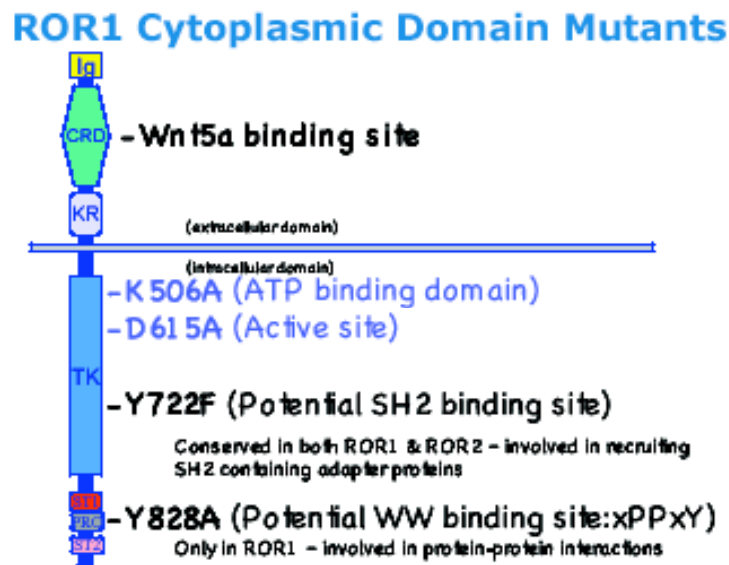 ROR1 Cytoplasmic Domain Mutants
Ig
CRD
-Wnt5a binding site
KR
(extracellular domain)
(intracellular domain)
-K506A (ATP binding domain)
-D615A (Active site)
TK
-Y722F (Potential SH2 binding site)
Conserved in both ROR1 & ROR2 - involved in recruiting
SH2 containing adapter proteins
ST1
PRO
-Y828A (Potential WW binding site:xPPxY)
ST2
Only in ROR1 - involved in protein-protein interactions